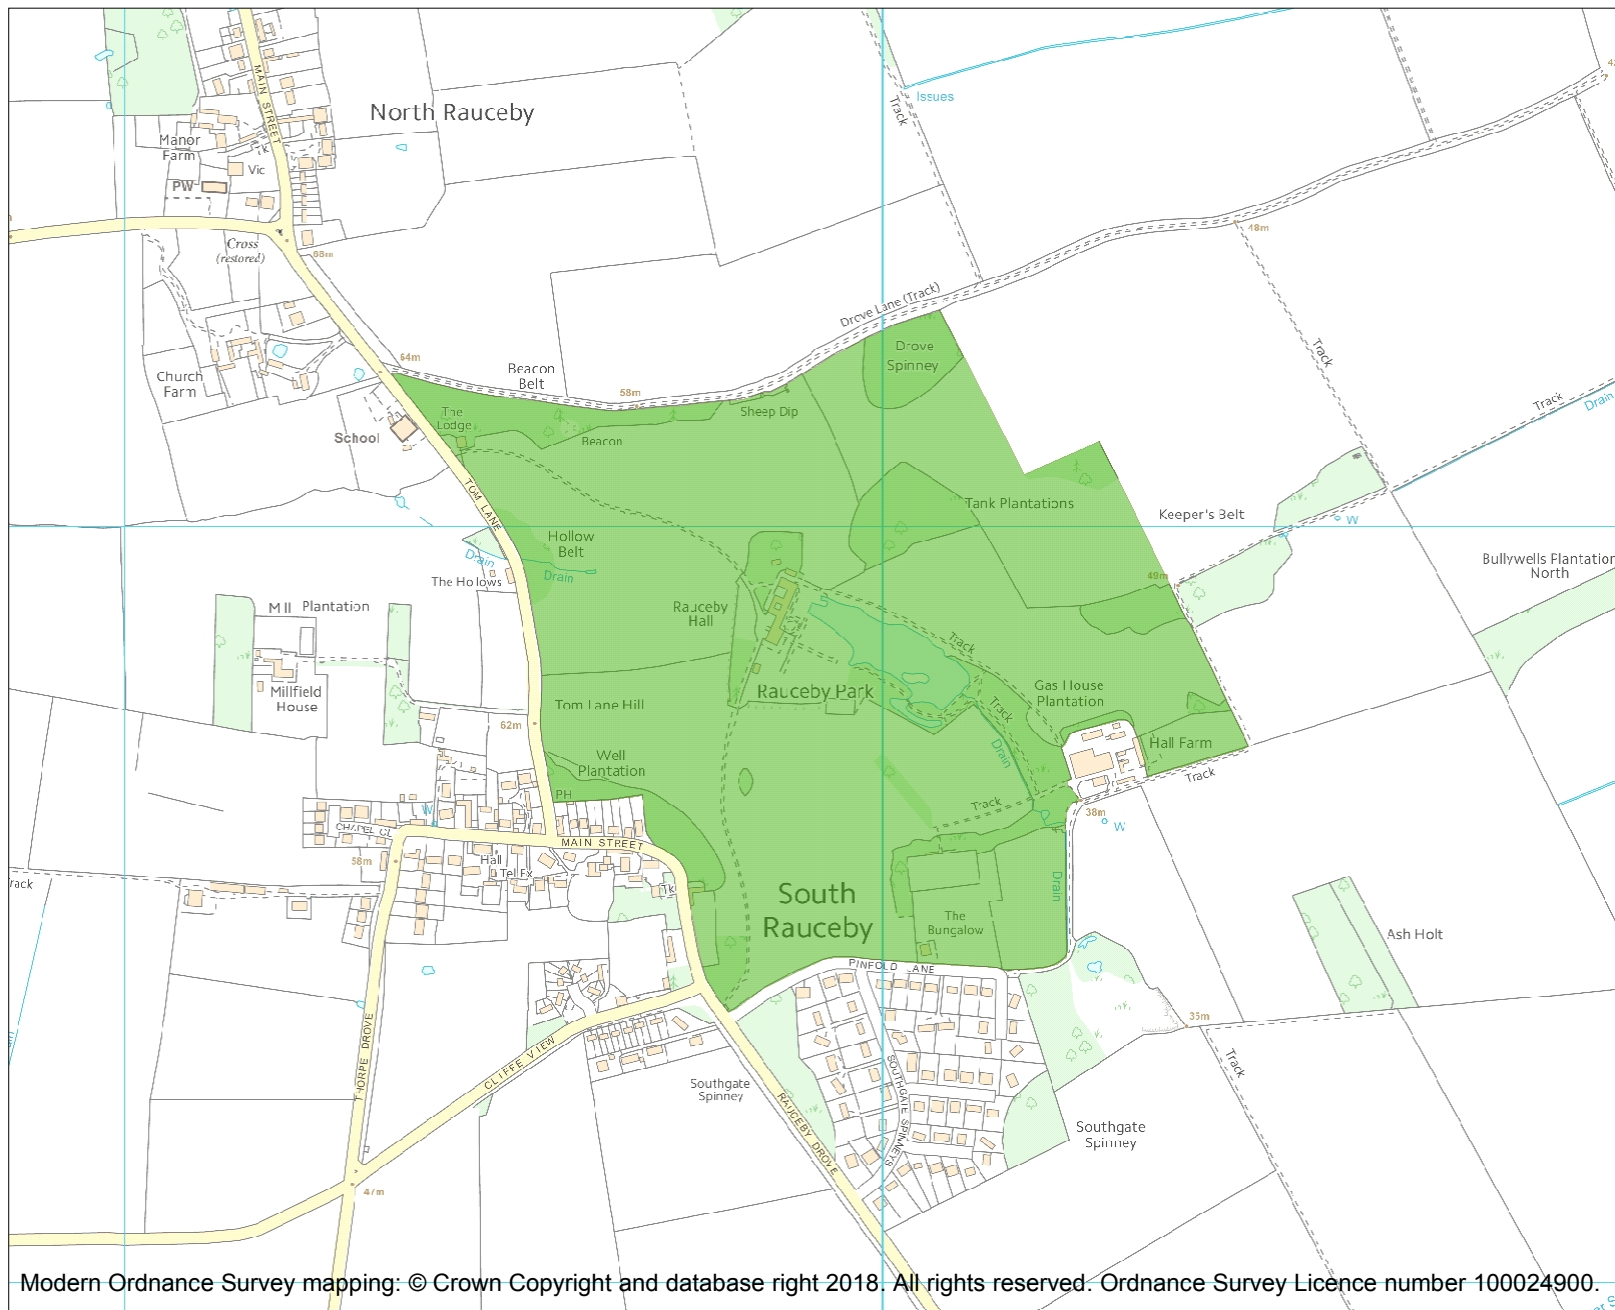 MAIN STREET
North Rauceby
Issues
Track
Manor
Farm
Vic
PW
Cross
(restored)
68m
48m
Drove Lane (Track)
Drove
Spinney
Track
64m
Beacon
Belt
58m
Church
Farm
The
Lodge
Sheep Dip
School
Beacon
Track
Drain
TOM LANE
Tank Plantations
Keeper's Belt
W
Hollow
Belt
Drain
Drain
The Hollows
49m
Bullywells Plantation
North
Mill Plantation
Rauceby
Hall
Track
Millfield
House
Rauceby Park
Gas House
Plantation
Tom Lane Hill
62m
Track
Drain
Hall Farm
Well
Plantation
Track
PH
Track
38m
W
W
CHAPEL CL
MAIN STREET
58m
Hall
Tel Ex
Tk
Track
South
Rauceby
Drain
The
Bungalow
Ash Holt
PINFOLD LANE
35m
THORPE DROVE
CLIFFE VIEW
Track
Southgate
Spinney
RAUCEBY DROVE
SOUTHGATE SPINNEYS
Southgate
Spinney
47m
Modern Ordnance Survey mapping: © Crown Copyright and database right 2018. All rights reserved. Ordnance Survey Licence number 100024900.